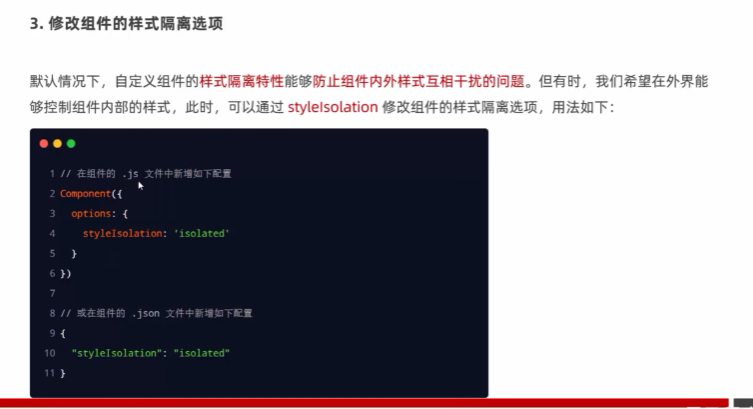 3. 修改组件的样式隔离选项
默认情况下，自定义组件的样式隔离特性能够防止组件内外样式互相干扰的问题。但有时，我们希望在外界能
够控制组件内部的样式，此时，可以通过 styleIsolation 修改组件的样式隔离选项，用法如下：
1 // 在组件的 .js 文件中新增如下配置
2 Component({
3   options: {
4     styleIsolation: 'isolated'
5   }
6 })
7
8 // 或在组件的 .json 文件中新增如下配置
9 {
10   "styleIsolation": "isolated"
11 }